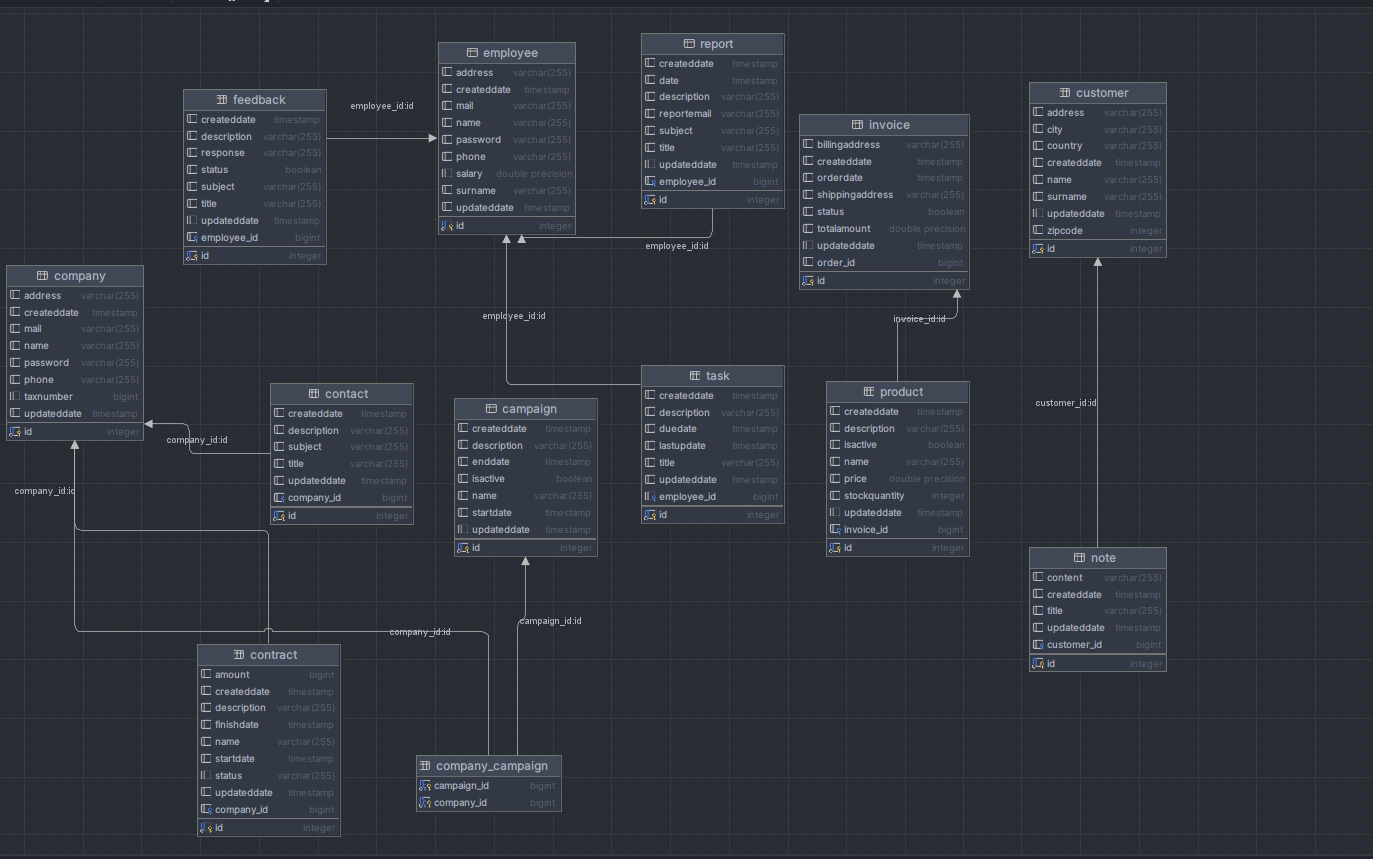 employee
address varchar(255)
createddate timestamp
mail varchar(255)
name varchar(255)
password varchar(255)
phone varchar(255)
salary double precision
surname varchar(255)
updateddate timestamp
id integer
report
createddate timestamp
date timestamp
description varchar(255)
reportemail varchar(255)
subject varchar(255)
title varchar(255)
updateddate timestamp
employee_id bigint
id integer
customer
address varchar(255)
city varchar(255)
country varchar(255)
createddate timestamp
name varchar(255)
surname varchar(255)
updateddate timestamp
zipcode integer
id integer
feedback
createddate timestamp
description varchar(255)
response varchar(255)
status boolean
subject varchar(255)
title varchar(255)
updateddate timestamp
employee_id bigint
id integer
employee_id:id
invoice
billingaddress varchar(255)
createddate timestamp
orderdate timestamp
shippingaddress varchar(255)
status boolean
totalamount double precision
updateddate timestamp
order_id bigint
id integer
employee_id:id
company
address varchar(255)
createddate timestamp
mail varchar(255)
name varchar(255)
password varchar(255)
phone varchar(255)
taxnumber bigint
updateddate timestamp
id integer
employee_id:id
invoice_id:id
contact
createddate timestamp
description varchar(255)
subject varchar(255)
title varchar(255)
updateddate timestamp
company_id bigint
id integer
company_id:id
campaign
createddate timestamp
description varchar(255)
enddate timestamp
isactive boolean
name varchar(255)
startdate timestamp
updateddate timestamp
id integer
task
createddate timestamp
description varchar(255)
duedate timestamp
lastupdate timestamp
title varchar(255)
updateddate timestamp
employee_id bigint
id integer
product
createddate timestamp
description varchar(255)
isactive boolean
name varchar(255)
price double precision
stockquantity integer
updateddate timestamp
invoice_id bigint
id integer
customer_id:id
company_id:id
note
content varchar(255)
createddate timestamp
title varchar(255)
updateddate timestamp
customer_id bigint
id integer
company_id:id
campaign_id:id
contract
amount bigint
createddate timestamp
description varchar(255)
finishdate timestamp
name varchar(255)
startdate timestamp
status varchar(255)
updateddate timestamp
company_id bigint
id integer
company_campaign
campaign_id bigint
company_id bigint